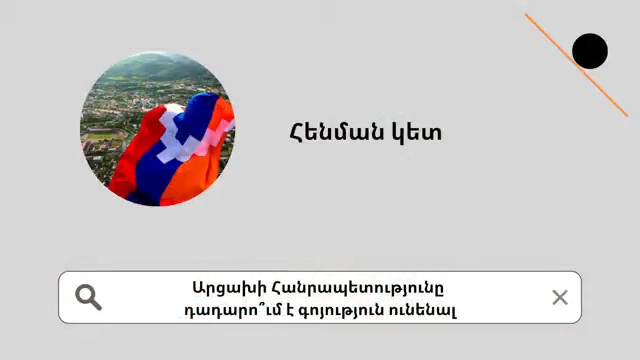 Հենման կետ
Արցախի Հանրապետությունը
դադարո՞ւմ է գոյություն ունենալ